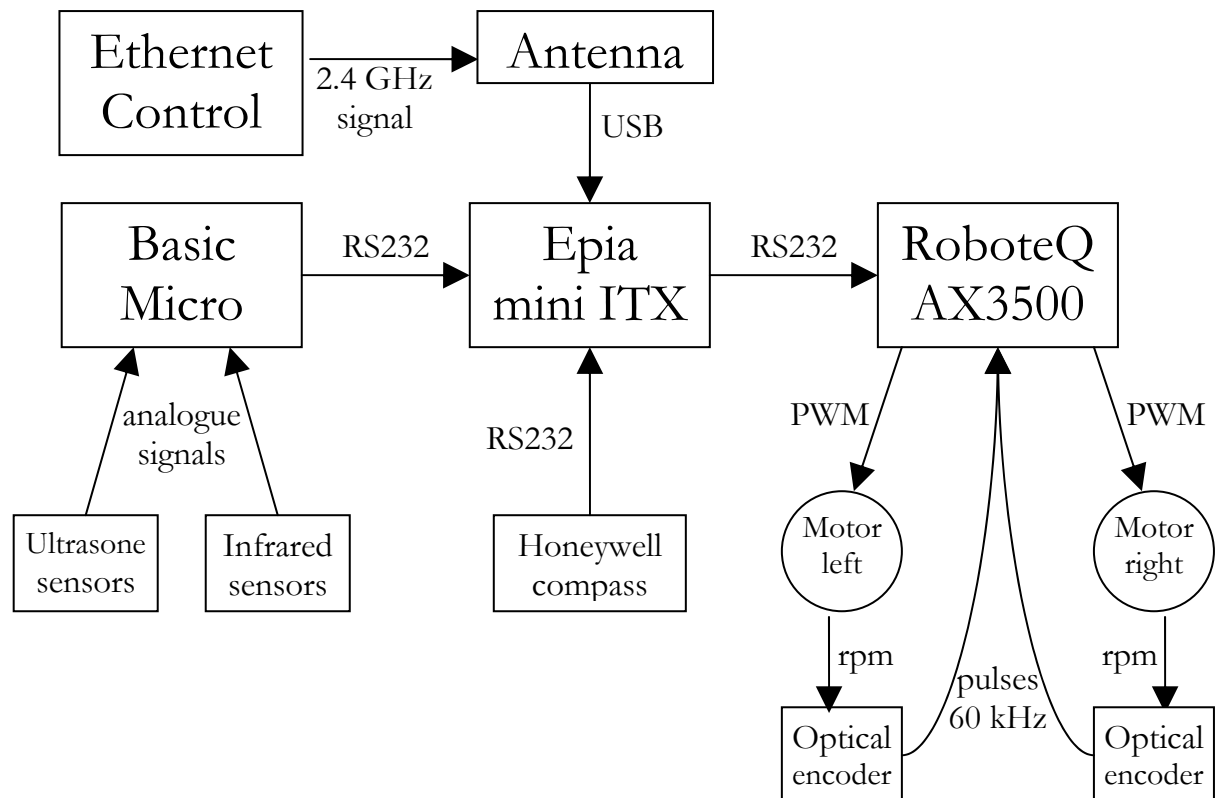 Ethernet
Control
2.4 GHz
signal
Antenna
USB
Basic
Micro
RS232
Epia
mini ITX
RS232
RoboteQ
AX3500
analogue
signals
RS232
PWM
PWM
Ultrasone
sensors
Infrared
sensors
Honeywell
compass
Motor
left
Motor
right
rpm
rpm
pulses
60 kHz
Optical
encoder
Optical
encoder